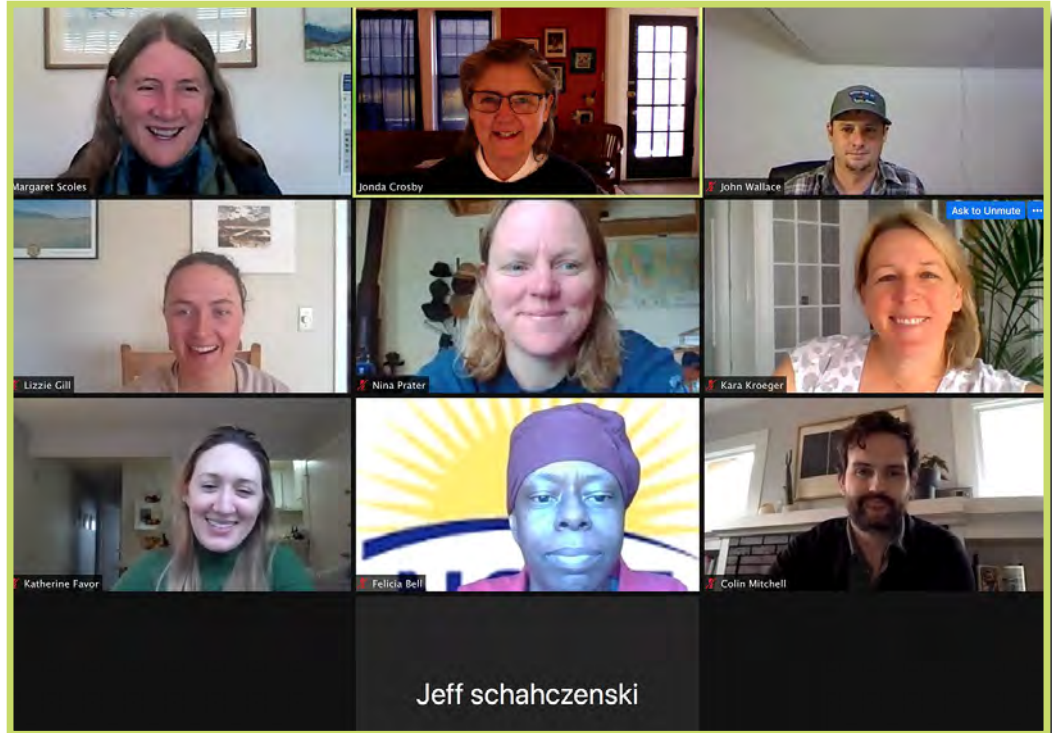 Margaret Scoles
Jonda Crosby
John Wallace
Ask to Unmute ...
Lizzie Gill
Nina Prater
Kara Kroeger
Katherine Favor
Felicia Bell
Colin Mitchell
Jeff schahczenski